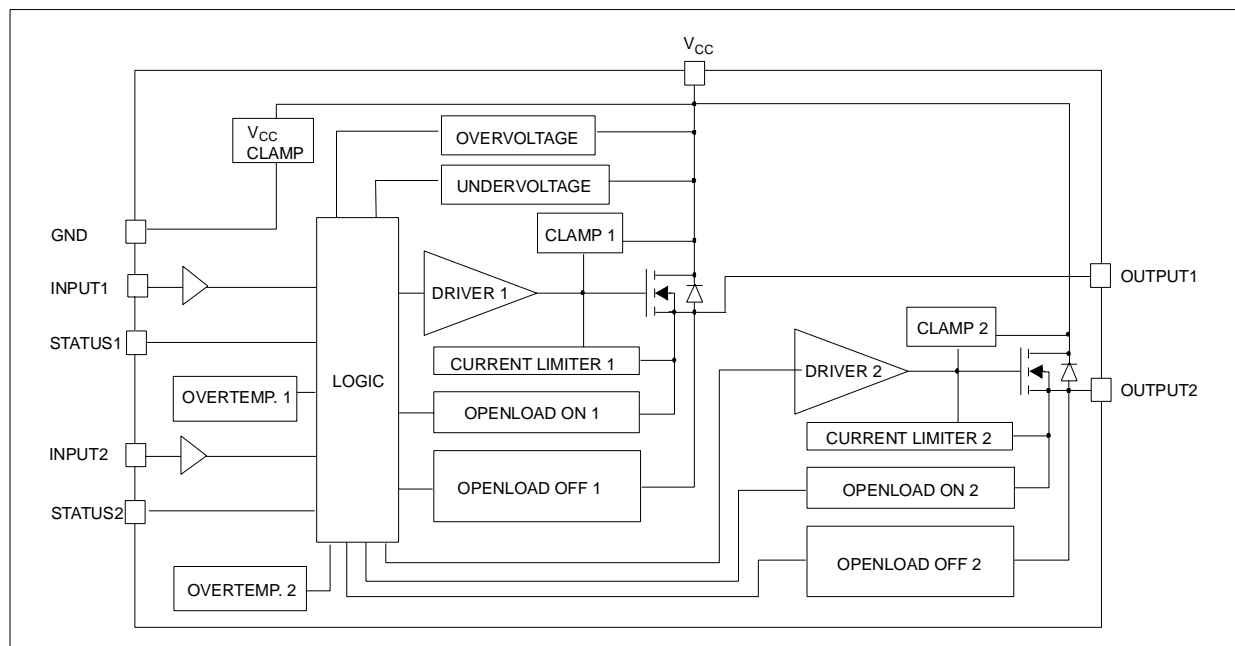 VCC
VCC
CLAMP
OVERVOLTAGE
UNDERVOLTAGE
GND
CLAMP 1
INPUT1
DRIVER 1
OUTPUT1
STATUS1
CURRENT LIMITER 1
LOGIC
CLAMP 2
DRIVER 2
OUTPUT2
OVERTEMP. 1
OPENLOAD ON 1
CURRENT LIMITER 2
INPUT2
OPENLOAD OFF 1
OPENLOAD ON 2
STATUS2
OPENLOAD OFF 2
OVERTEMP. 2